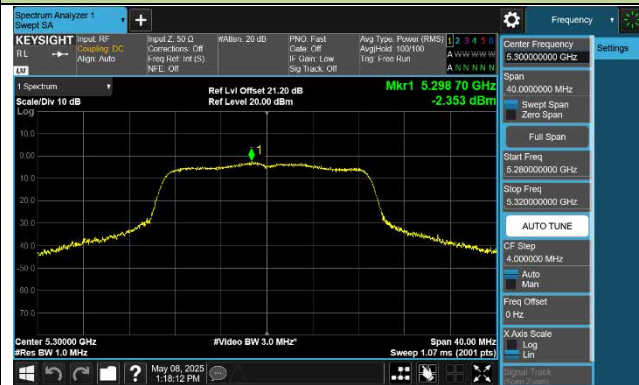 Spectrum Analyzer 1
Swept SA
+
Frequency
KEYSIGHT
RL
LXI
Input: RF
Coupling: DC
Align: Auto
Input Z: 50 Ω
Corrections: Off
Freq Ref: Int (S)
NFE: Off
#Atten: 20 dB
PNO: Fast
Gate: Off
IF Gain: Low
Sig Track: Off
Avg Type: Power (RMS)
Avg|Hold: 100/100
Trig: Free Run
1 2 3 4 5 6
A W W W W W
A N N N N N
1 Spectrum
Scale/Div 10 dB
Log
Ref Lvl Offset 21.20 dB
Ref Level 20.00 dBm
Mkr1 5.298 70 GHz
-2.353 dBm
10.0
0.00
10.0
20.0
30.0
40.0
-50.0
60.0
70.0
1
Center 5.30000 GHz
#Res BW 1.0 MHz
#Video BW 3.0 MHz*
Span 40.00 MHz
Sweep 1.07 ms (2001 pts)
May 08, 2025
1:18:12 PM
?
Center Frequency
5.300000000 GHz
Settings
Span
40.0000000 MHz
Swept Span
Zero Span
Full Span
Start Freq
5.280000000 GHz
Stop Freq
5.320000000 GHz
AUTO TUNE
CF Step
4.000000 MHz
Auto
Man
Freq Offset
0 Hz
X Axis Scale
Log
Lin
Signal Track
(Span Zoom)